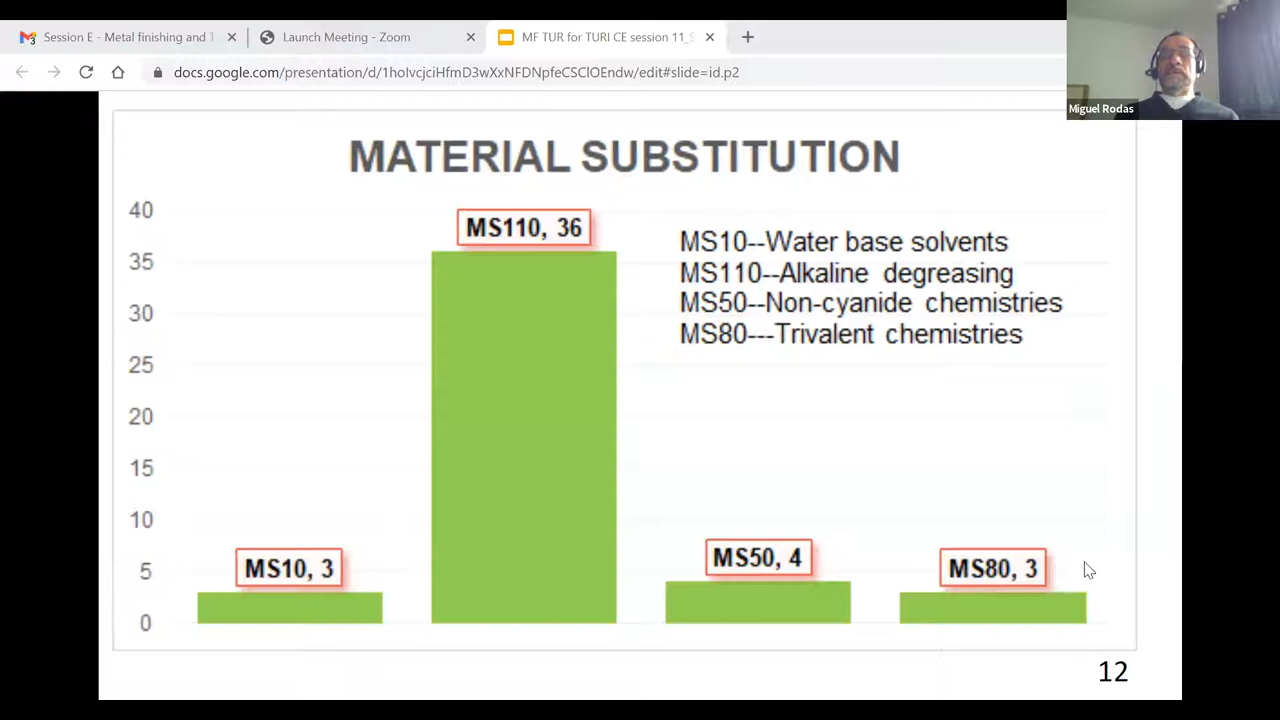 Session E - Metal finishing and
Launch Meeting - Zoom
MF TUR for TURI CE session 11_9
docs.google.com/presentation/d/1hoIvcjciHfmD3wXxNFDNpfeCSClOEndw/edit#slide=id.p2
Miguel Rodas
MATERIAL SUBSTITUTION
40
35
30
25
20
15
10
5
0
MS110, 36
MS10--Water base solvents
MS110--Alkaline degreasing
MS50--Non-cyanide chemistries
MS80---Trivalent chemistries
MS10, 3
MS50, 4
MS80, 3
12